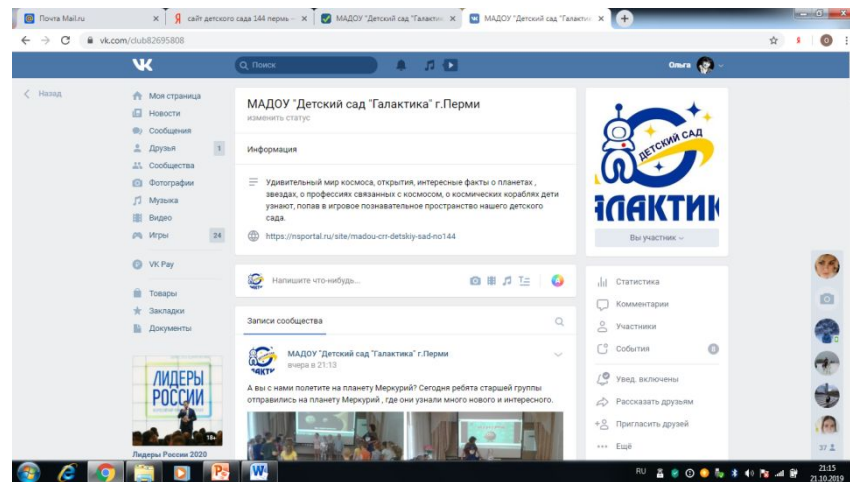 Почта Mail.ru
сайт детского сада 144 пермь –
МАДОУ "Детский сад "Галактик
МАДОУ "Детский сад "Галактик
vk.com/club82695808
Поиск
Ольга
Назад
Моя страница
Новости
Сообщения
Друзья 1
Сообщества
Фотографии
Музыка
Видео
Игры 24
VK Pay
Товары
Закладки
Документы
ЛИДЕРЫ
РОССИИ
18+
Лидеры России 2020
МАДОУ "Детский сад "Галактика" г.Перми
изменить статус
Информация
Удивительный мир космоса, открытия, интересные факты о планетах ,
звездах, о профессиях связанных с космосом, о космических кораблях дети
узнают, попав в игровое познавательное пространство нашего детского
сада.
https://nsportal.ru/site/madou-crr-detskiy-sad-no144
Напишите что-нибудь...
Записи сообщества
МАДОУ "Детский сад "Галактика" г.Перми
вчера в 21:13
А вы с нами полетите на планету Меркурий? Сегодня ребята старшей группы
отправились на планету Меркурий , где они узнали много нового и интересного.
ДЕТСКИЙ САД
АЛАКТИК
Вы участник
Статистика
Комментарии
Участники
События 0
Увед. включены
Рассказать друзьям
Пригласить друзей
Ещё
37
RU
21:15
21.10.2019